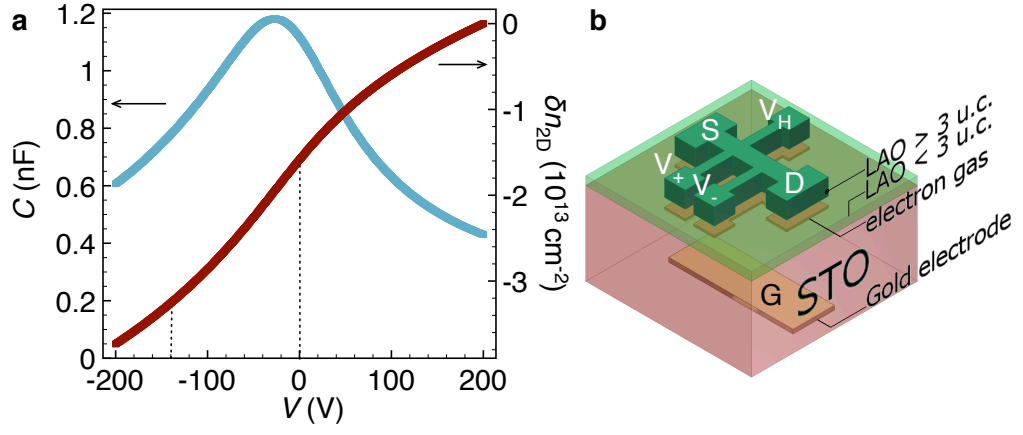 a
C (nF)
1.2
1
0.8
0.6
0.4
0.2
0
-200
-100
0
100
200
V (V)
0
-1
-2
-3
δn2D (10^13 cm^-2)
b
S
VH
V+
V-
D
LAO > 3 u.c.
LAO ≤ 3 u.c.
electron gas
Gold electrode
G
STO